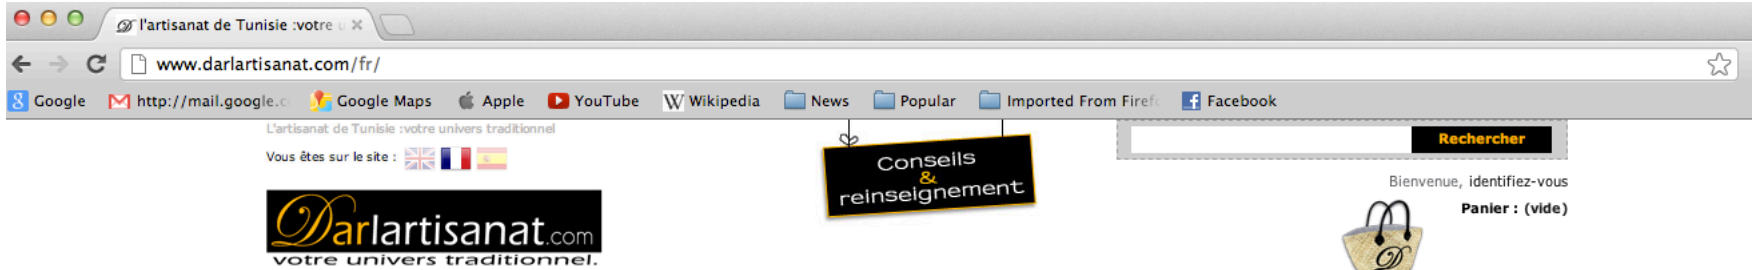 l'artisanat de Tunisie :votre u
www.darlartisanat.com/fr/
Google
http://mail.google.c
Google Maps
Apple
YouTube
W Wikipedia
News
Popular
Imported From Firef
Facebook
L'artisanat de Tunisie :votre univers traditionnel
Vous êtes sur le site :
Darlartisanat.com
votre univers traditionnel.
Conseils
&
reinseignement
Rechercher
Bienvenue, identifiez-vous
Panier : (vide)
D